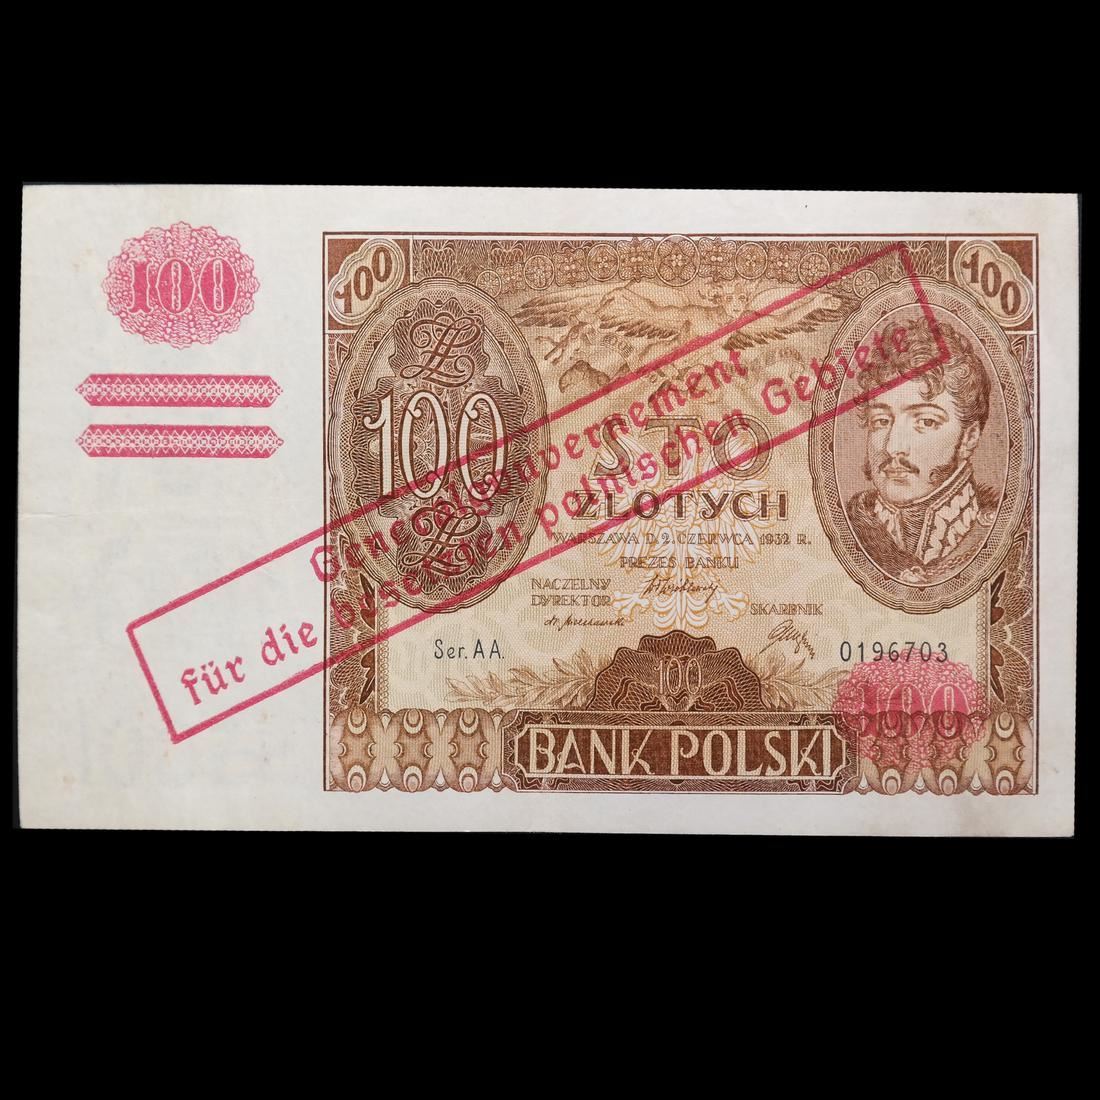 100
100
100
100
STO
ZŁOTYCH
WARSZAWA D. 2. CZERWCA 1932 R.
PREZES BANKU
NACZELNY
DYREKTOR
SKARBNIK
Ser. AA.
0196703
100
100
BANK POLSKI
Generalgouvernement
für die besetzten polnischen Gebiete